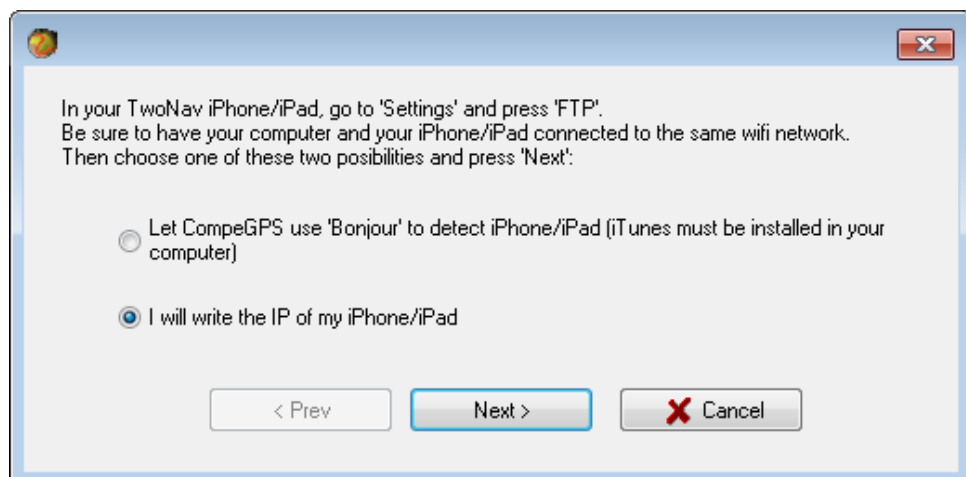 In your TwoNav iPhone/iPad, go to 'Settings' and press 'FTP'.
Be sure to have your computer and your iPhone/iPad connected to the same wifi network.
Then choose one of these two posibilities and press 'Next':
Let CompeGPS use 'Bonjour' to detect iPhone/iPad (iTunes must be installed in your
computer)
I will write the IP of my iPhone/iPad
< Prev
Next >
Cancel